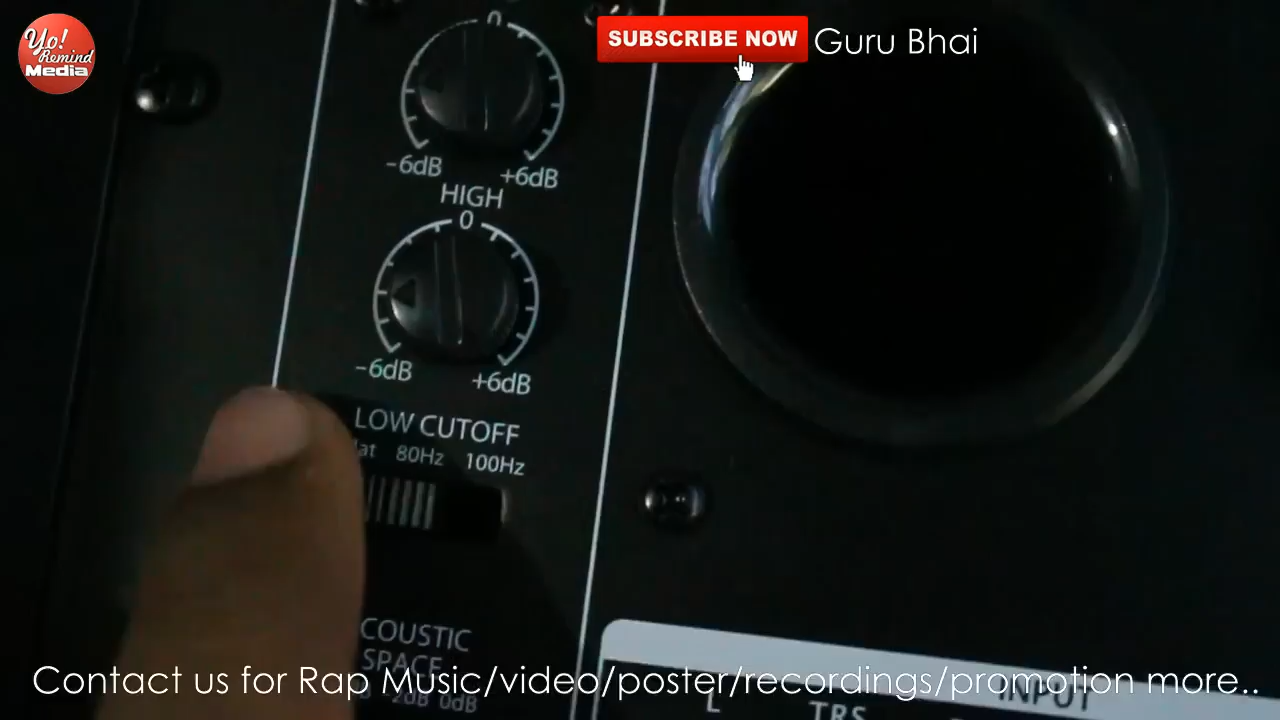 Yo!
Remind
Media
SUBSCRIBE NOW
Guru Bhai
0
-6dB +6dB
HIGH
0
-6dB +6dB
LOW CUTOFF
80Hz 100Hz
COUSTIC
SPACE
2dB 0dB
INPUT
L TRS
Contact us for Rap Music/video/poster/recordings/promotion more..